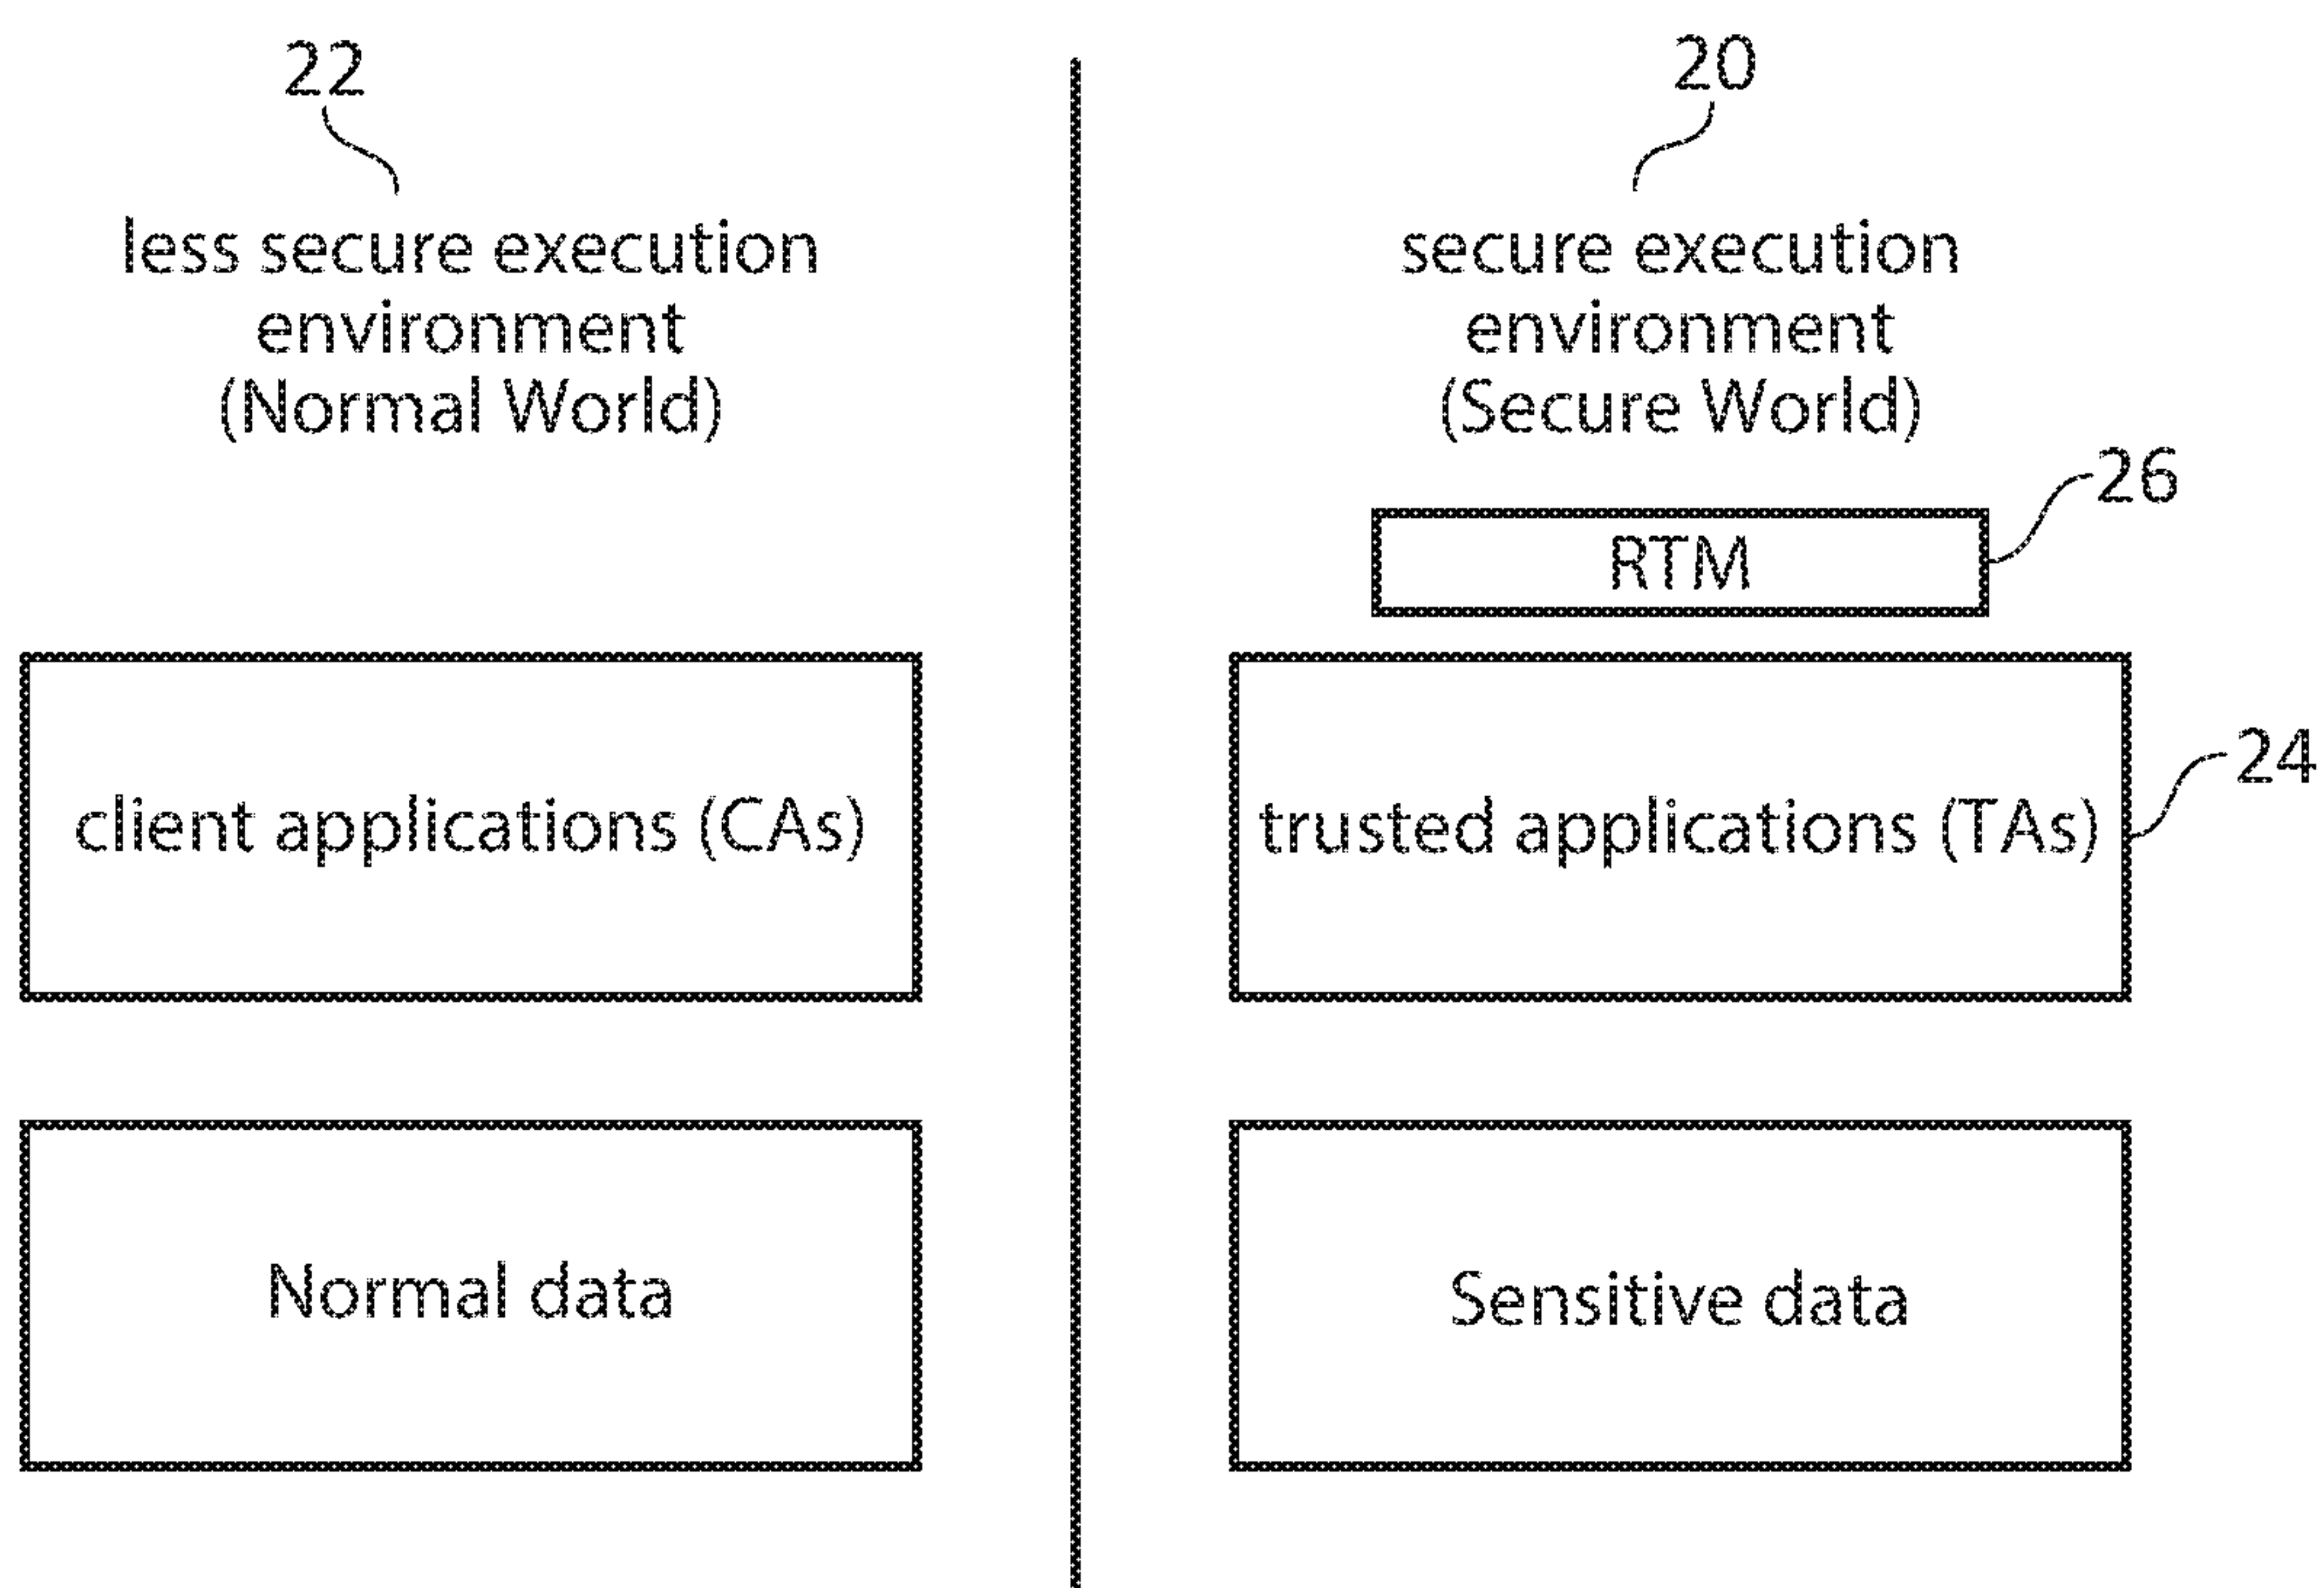 22
less secure execution
environment
(Normal World)
client applications (CAs)
Normal data
20
secure execution
environment
(Secure World)
26
RTM
24
trusted applications (TAs)
Sensitive data